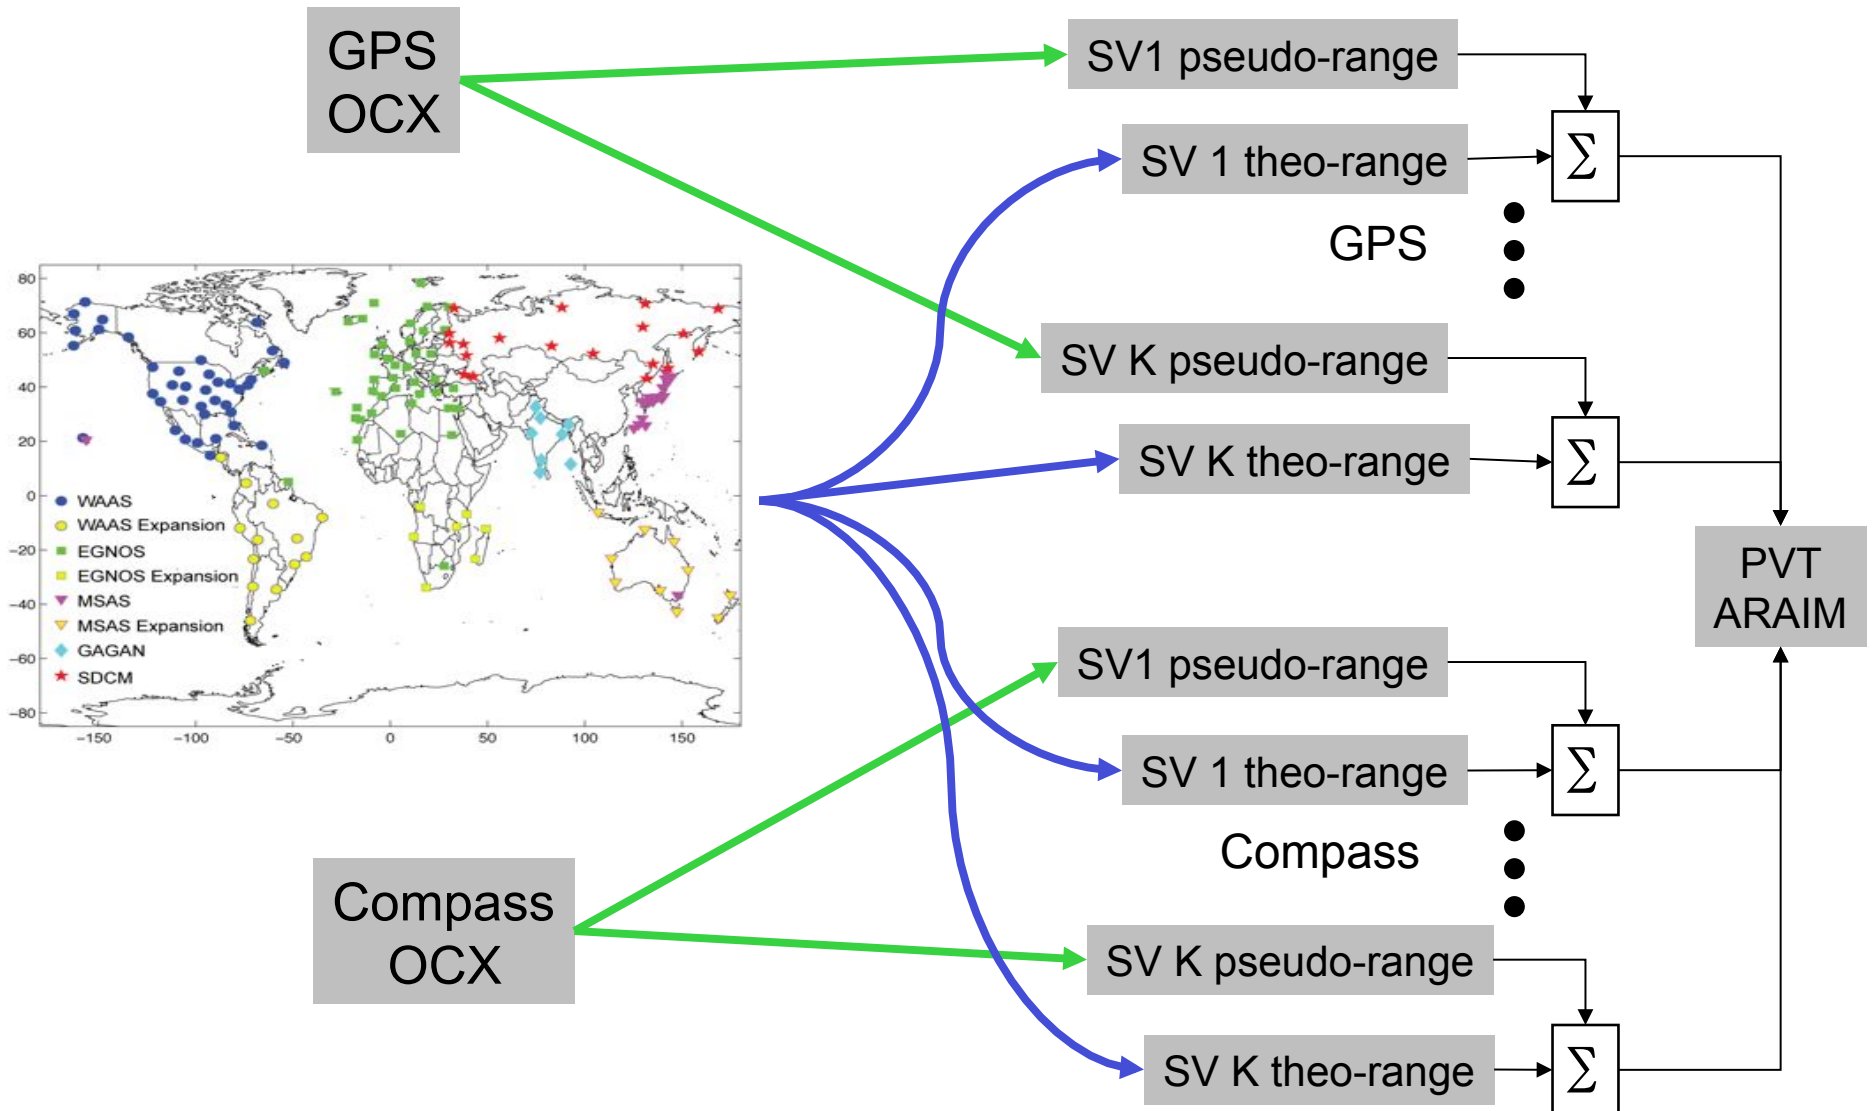 GPS
OCX
SV1 pseudo-range
Σ
SV 1 theo-range
GPS
SV K pseudo-range
SV K theo-range
Σ
80
60
40
20
0
−20
−40
−60
−80
−150
−100
−50
0
50
100
150
WAAS
WAAS Expansion
EGNOS
EGNOS Expansion
MSAS
MSAS Expansion
GAGAN
SDCM
PVT
ARAIM
SV1 pseudo-range
SV 1 theo-range
Σ
Compass
Compass
OCX
SV K pseudo-range
SV K theo-range
Σ